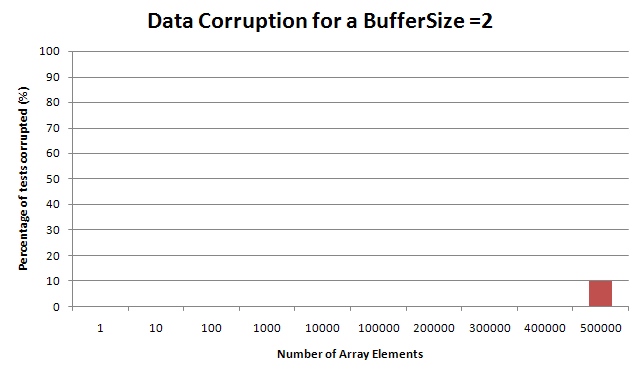 Data Corruption for a BufferSize =2
Percentage of tests corrupted (%)
100
90
80
70
60
50
40
30
20
10
0
1 10 100 1000 10000 100000 200000 300000 400000 500000
Number of Array Elements